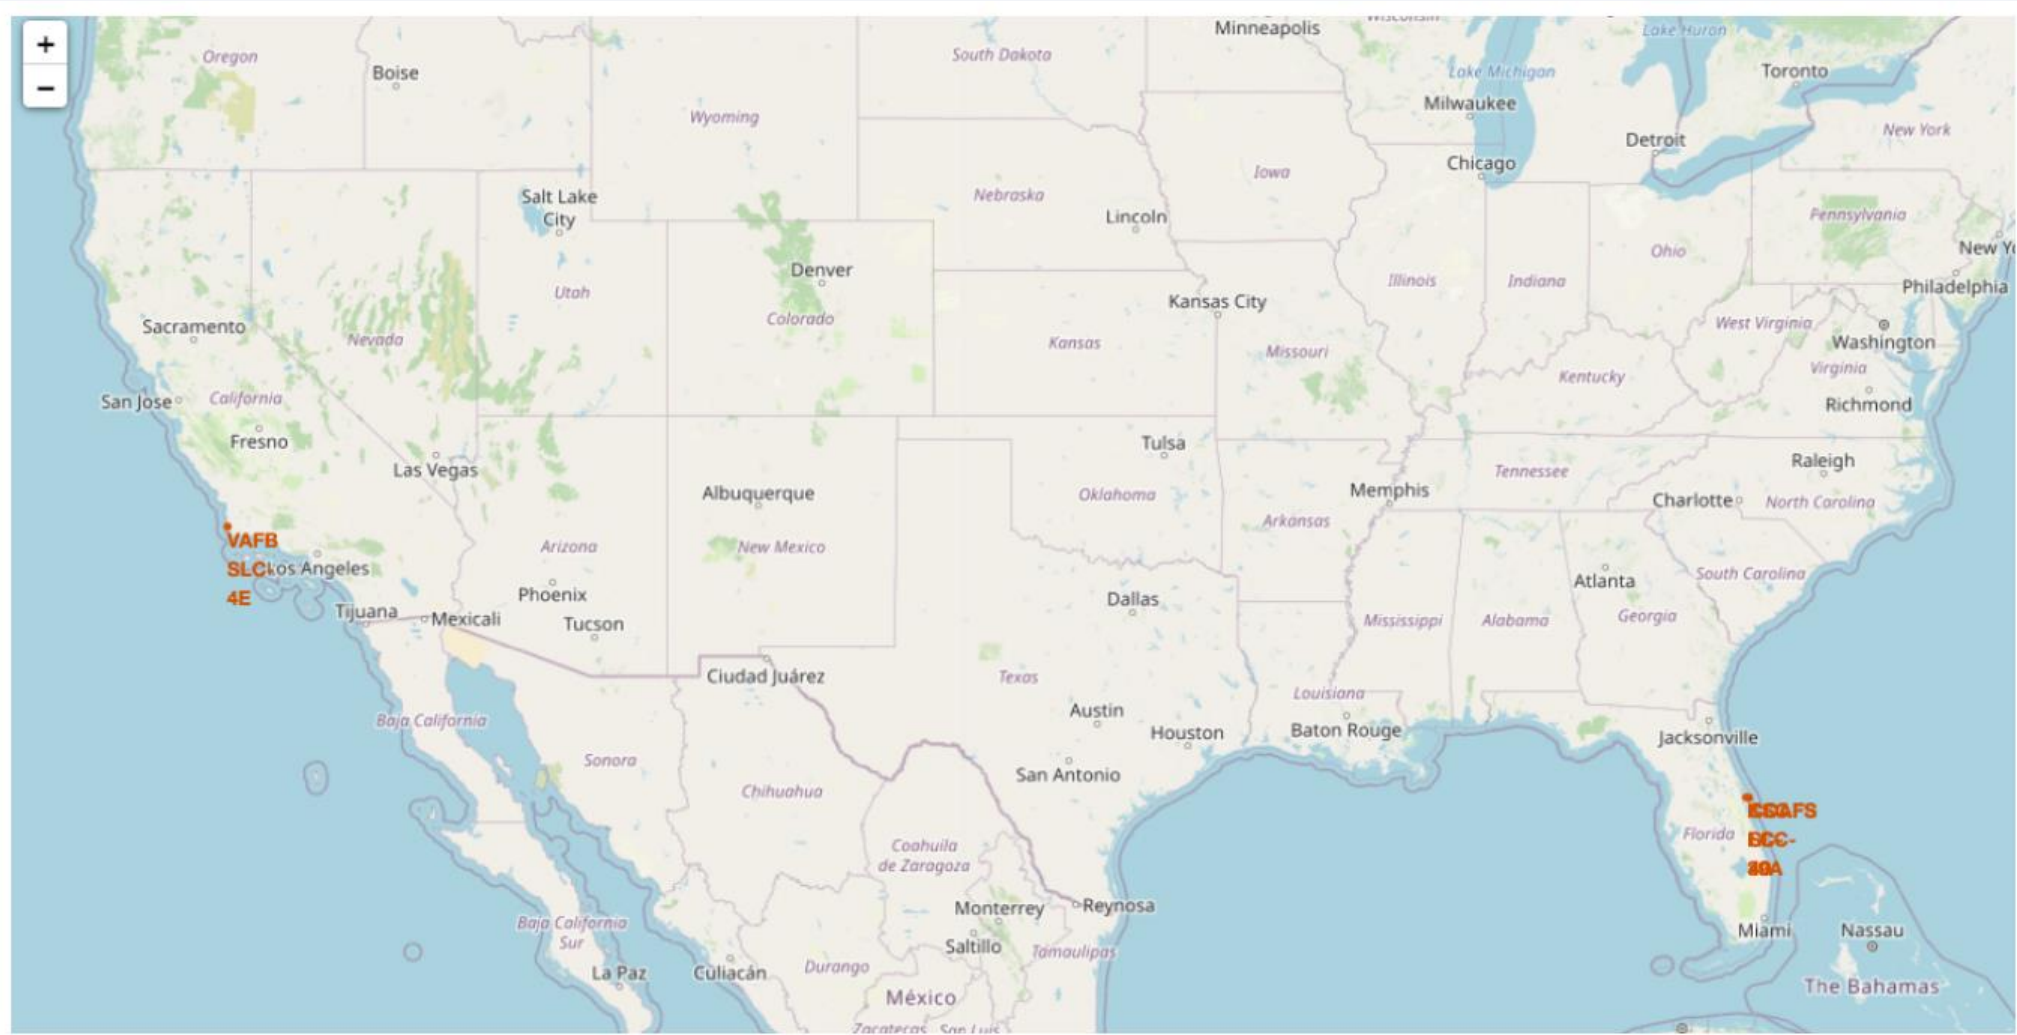 +
−
Oregon
Boise
South Dakota
Minneapolis
Lake Huron
Lake Michigan
Toronto
Wyoming
Milwaukee
New York
Detroit
Chicago
Iowa
Salt Lake
City
Nebraska
Lincoln
Pennsylvania
Ohio
Denver
Utah
Colorado
Illinois
Indiana
Philadelphia
Kansas City
Sacramento
Nevada
Kansas
Missouri
West Virginia
Washington
Virginia
Kentucky
San Jose
California
Richmond
Fresno
Las Vegas
Tulsa
Tennessee
Raleigh
Albuquerque
Oklahoma
Memphis
Charlotte
North Carolina
Arkansas
VAFB
Arizona
New Mexico
Los Angeles
4E
Atlanta
South Carolina
Phoenix
Dallas
Tijuana
Mexicali
Tucson
Mississippi
Alabama
Georgia
Ciudad Juárez
Texas
Louisiana
Baja California
Austin
Houston
Baton Rouge
Jacksonville
Sonora
San Antonio
Chihuahua
Florida
Coahuila
de Zaragoza
Monterrey
Reynosa
Baja California
Sur
Saltillo
Tamaulipas
Miami
Nassau
La Paz
Culiacán
Durango
México
The Bahamas